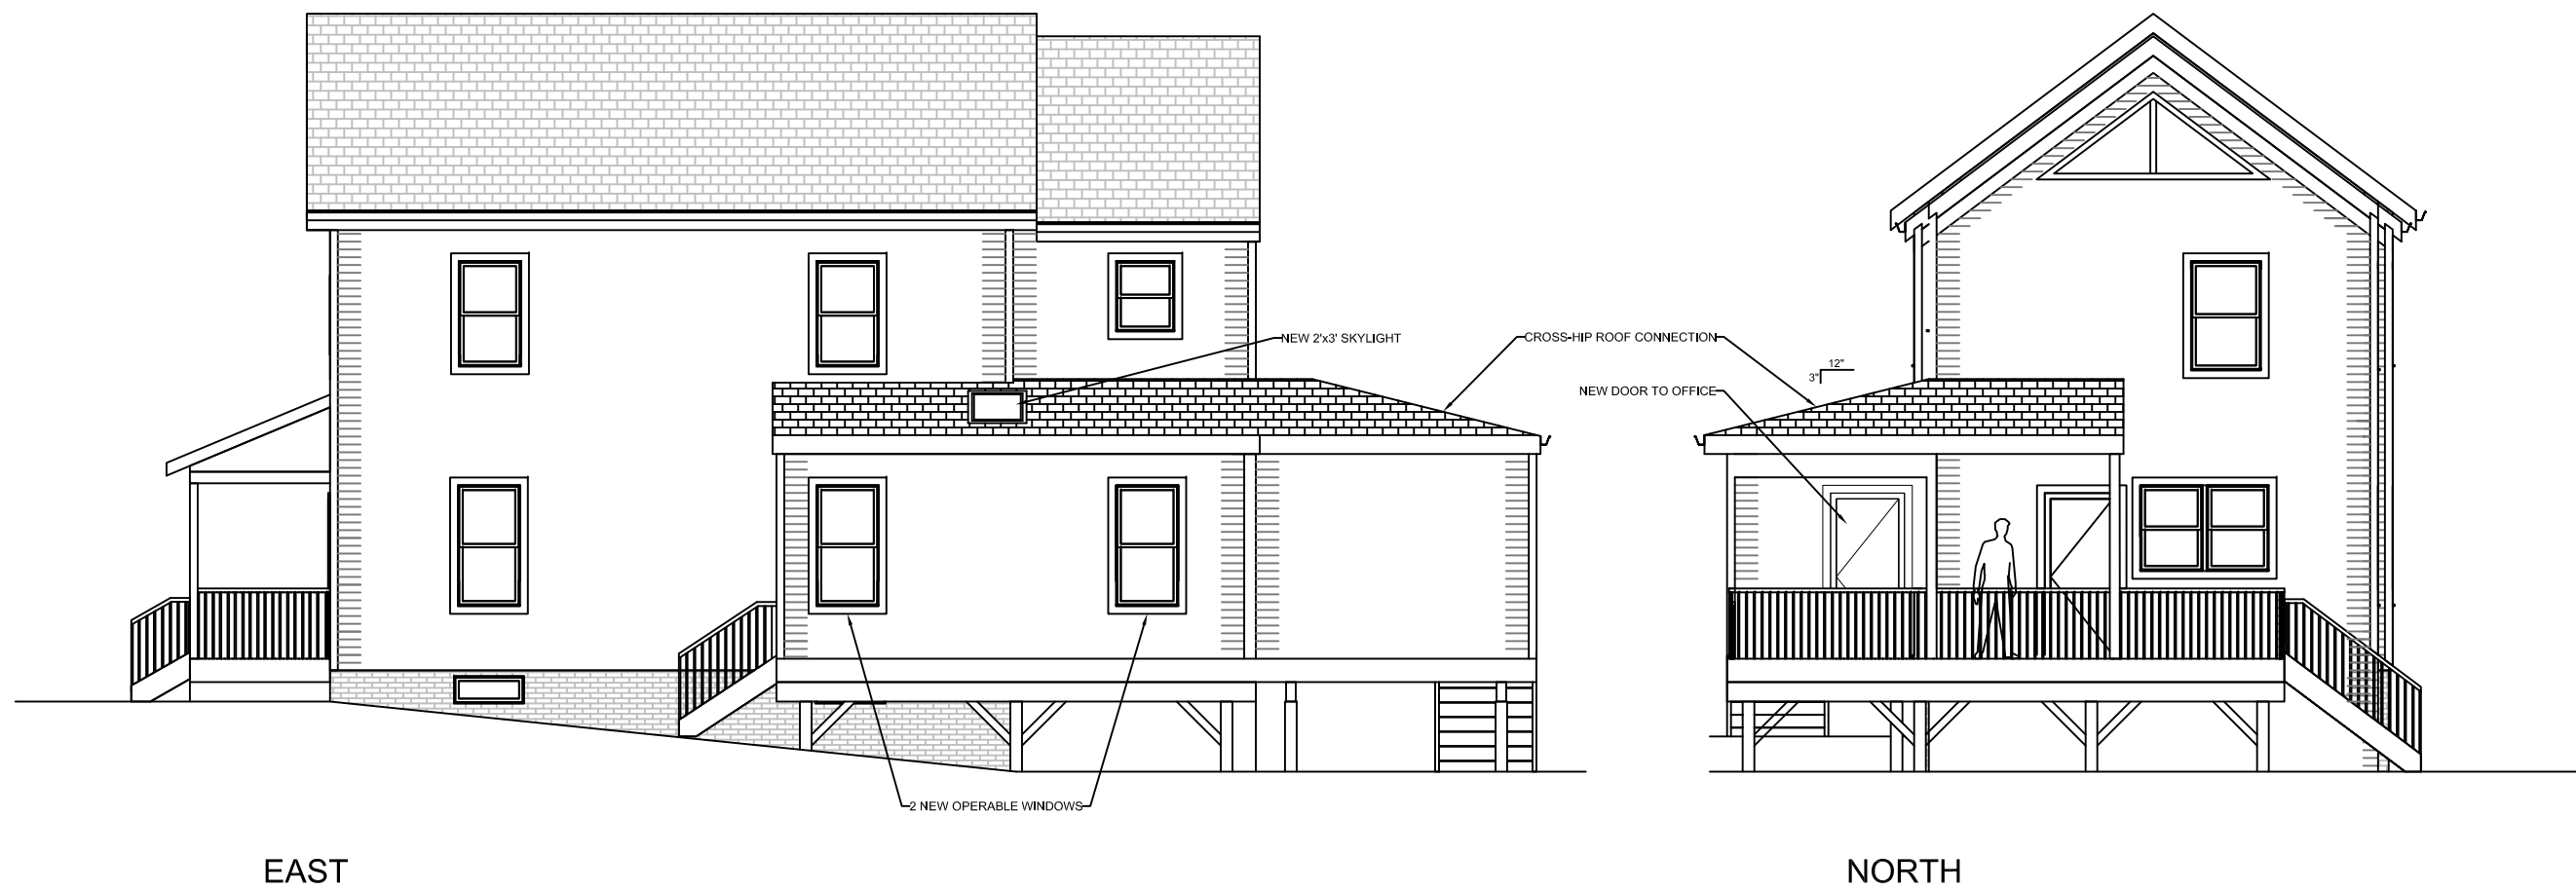 NEW 2'x3' SKYLIGHT
CROSS-HIP ROOF CONNECTION
12"
3"
NEW DOOR TO OFFICE
2 NEW OPERABLE WINDOWS
EAST
NORTH